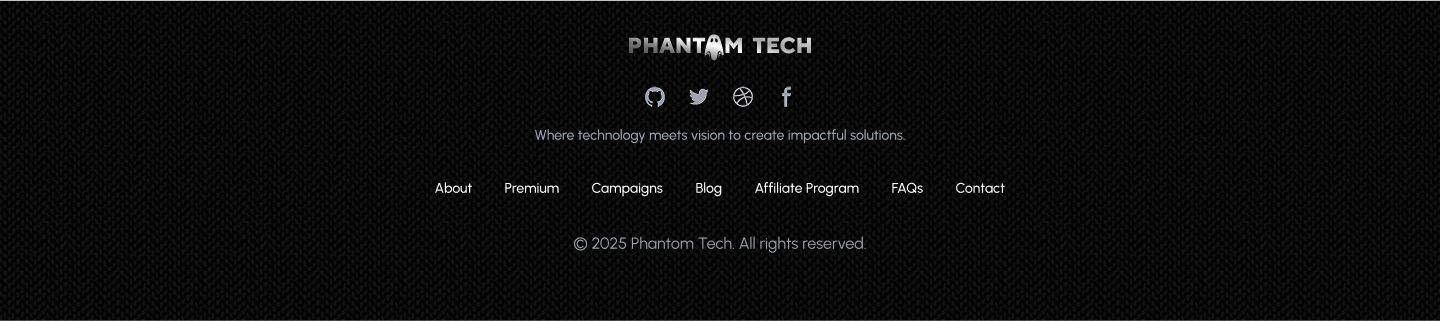 PHANTOM TECH
Where technology meets vision to create impactful solutions.
About Premium Campaigns Blog Affiliate Program FAQs Contact
© 2025 Phantom Tech. All rights reserved.